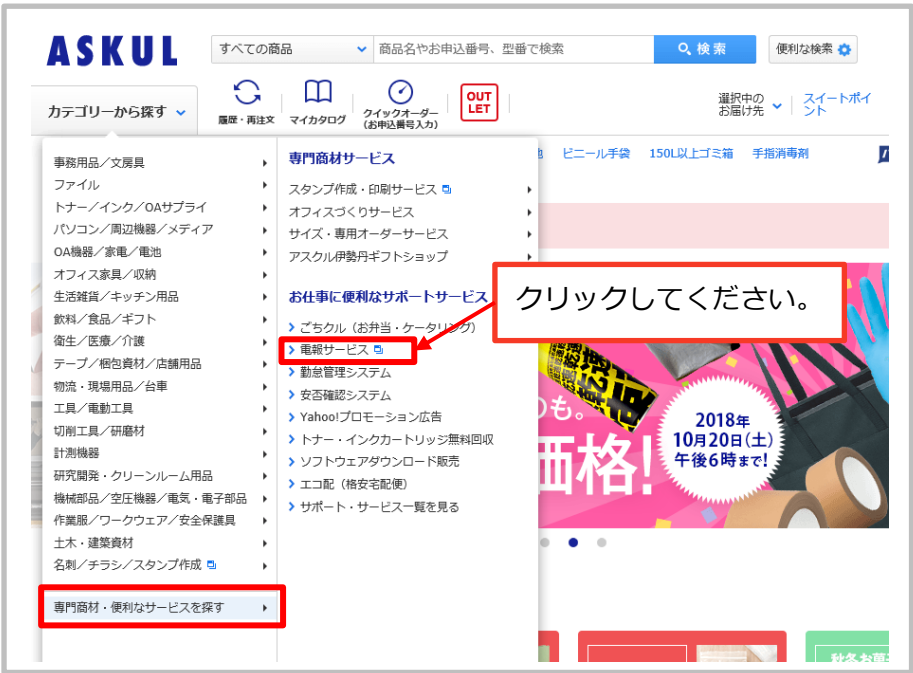 ASKUL
すべての商品
商品名やお申込番号、型番で検索
検索
便利な検索
カテゴリーから探す
履歴・再注文
マイカタログ
クイックオーダー
(お申込番号入力)
OUT
LET
選択中の
お届け先
スイートポイ
ント
ビニール手袋 150L以上ゴミ箱 手指消毒剤
事務用品/文房具
ファイル
トナー/インク/OAサプライ
パソコン/周辺機器/メディア
OA機器/家電/電池
オフィス家具/収納
生活雑貨/キッチン用品
飲料/食品/ギフト
衛生/医療/介護
テープ/梱包資材/店舗用品
物流・現場用品/台車
工具/電動工具
切削工具/研磨材
計測機器
研究開発・クリーンルーム用品
機械部品/空圧機器/電気・電子部品
作業服/ワークウェア/安全保護具
土木・建築資材
名刺/チラシ/スタンプ作成
専門商材・便利なサービスを探す
専門商材サービス
スタンプ作成・印刷サービス
オフィスづくりサービス
サイズ・専用オーダーサービス
アスクル伊勢丹ギフトショップ
お仕事に便利なサポートサービス
ごちクル(お弁当・ケータリング)
電報サービス
勤怠管理システム
安否確認システム
Yahoo!プロモーション広告
トナー・インクカートリッジ無料回収
ソフトウェアダウンロード販売
エコ配(格安宅配便)
サポート・サービス一覧を見る
クリックしてください。
も。
価格!
2018年
10月20日(土)
午後6時まで!